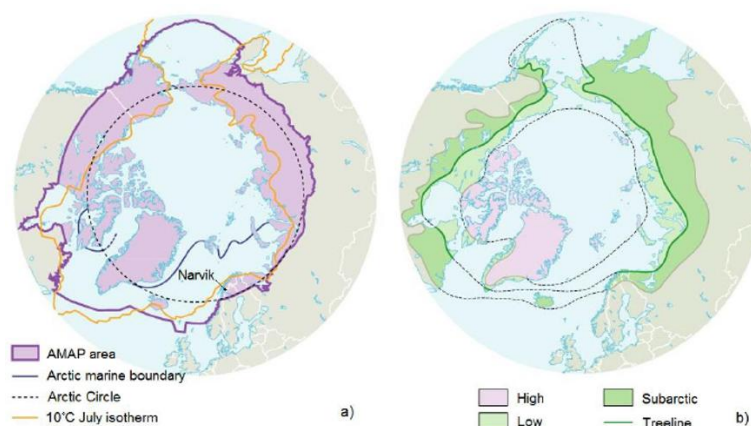 Narvik
AMAP area
Arctic marine boundary
Arctic Circle
10°C July isotherm
a)
High
Low
Subarctic
Treeline
b)